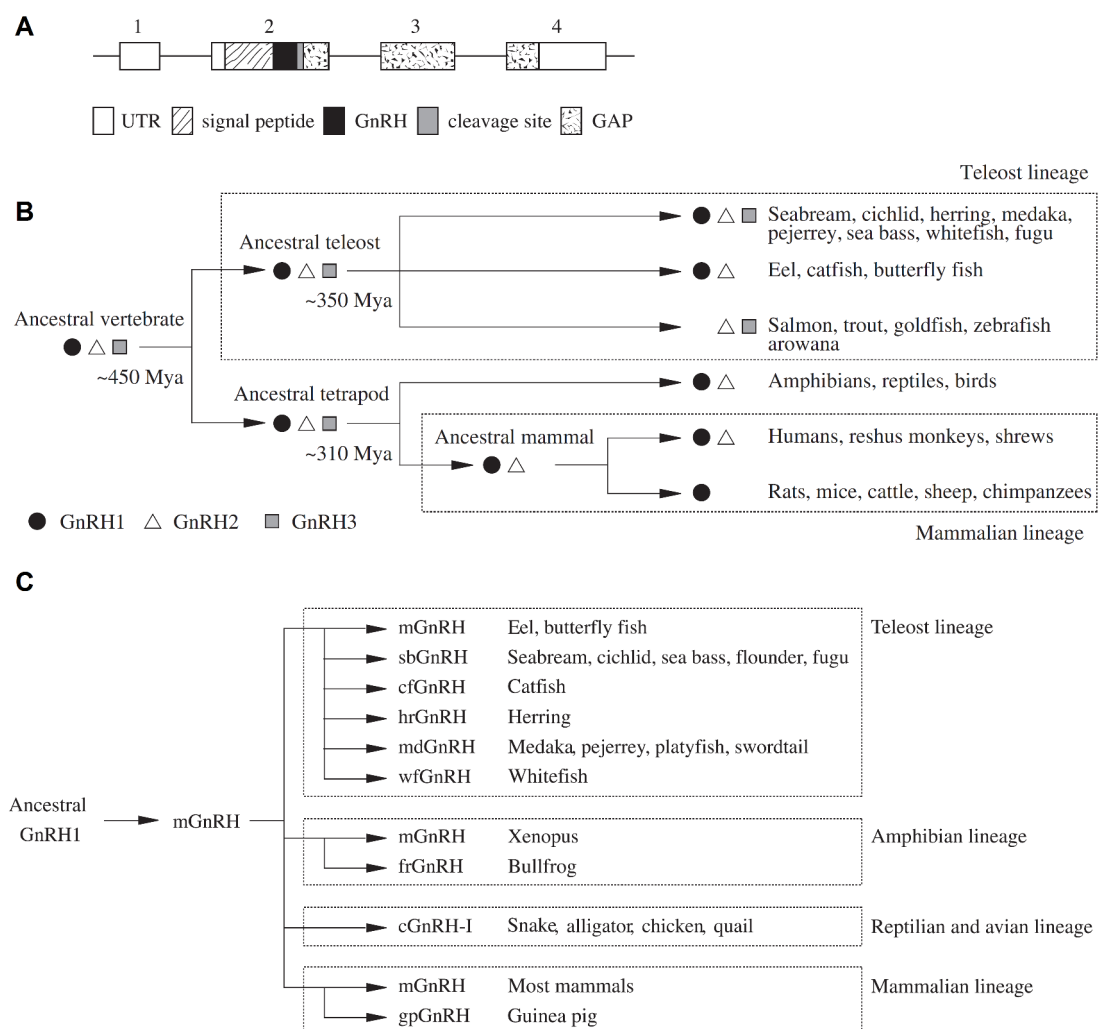 A
1 2 3 4
UTR signal peptide GnRH cleavage site GAP
Teleost lineage
B
Seabream, cichlid, herring, medaka,
pejerrey, sea bass, whitefish, fugu
Ancestral teleost
Eel, catfish, butterfly fish
~350 Mya
Ancestral vertebrate
Salmon, trout, goldfish, zebrafish
arowana
~450 Mya
Ancestral tetrapod
Amphibians, reptiles, birds
~310 Mya
Ancestral mammal
Humans, reshus monkeys, shrews
Rats, mice, cattle, sheep, chimpanzees
GnRH1 GnRH2 GnRH3
Mammalian lineage
C
mGnRH Eel, butterfly fish Teleost lineage
sbGnRH Seabream, cichlid, sea bass, flounder, fugu
cfGnRH Catfish
hrGnRH Herring
mdGnRH Medaka, pejerrey, platyfish, swordtail
wfGnRH Whitefish
Ancestral
GnRH1
mGnRH
mGnRH Xenopus Amphibian lineage
frGnRH Bullfrog
cGnRH-I Snake, alligator, chicken, quail Reptilian and avian lineage
mGnRH Most mammals Mammalian lineage
gpGnRH Guinea pig